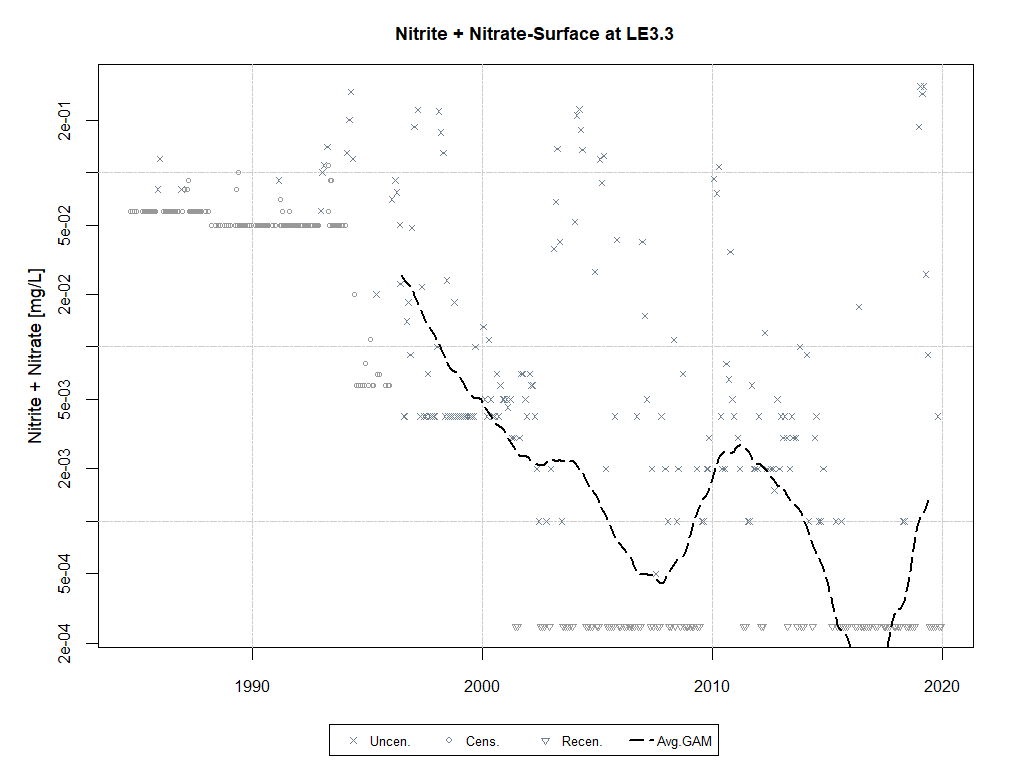 Nitrite + Nitrate-Surface at LE3.3
Nitrite + Nitrate [mg/L]
2e-01
5e-02
2e-02
5e-03
2e-03
5e-04
2e-04
1990 2000 2010 2020
Uncen. Cens. Recen. Avg.GAM